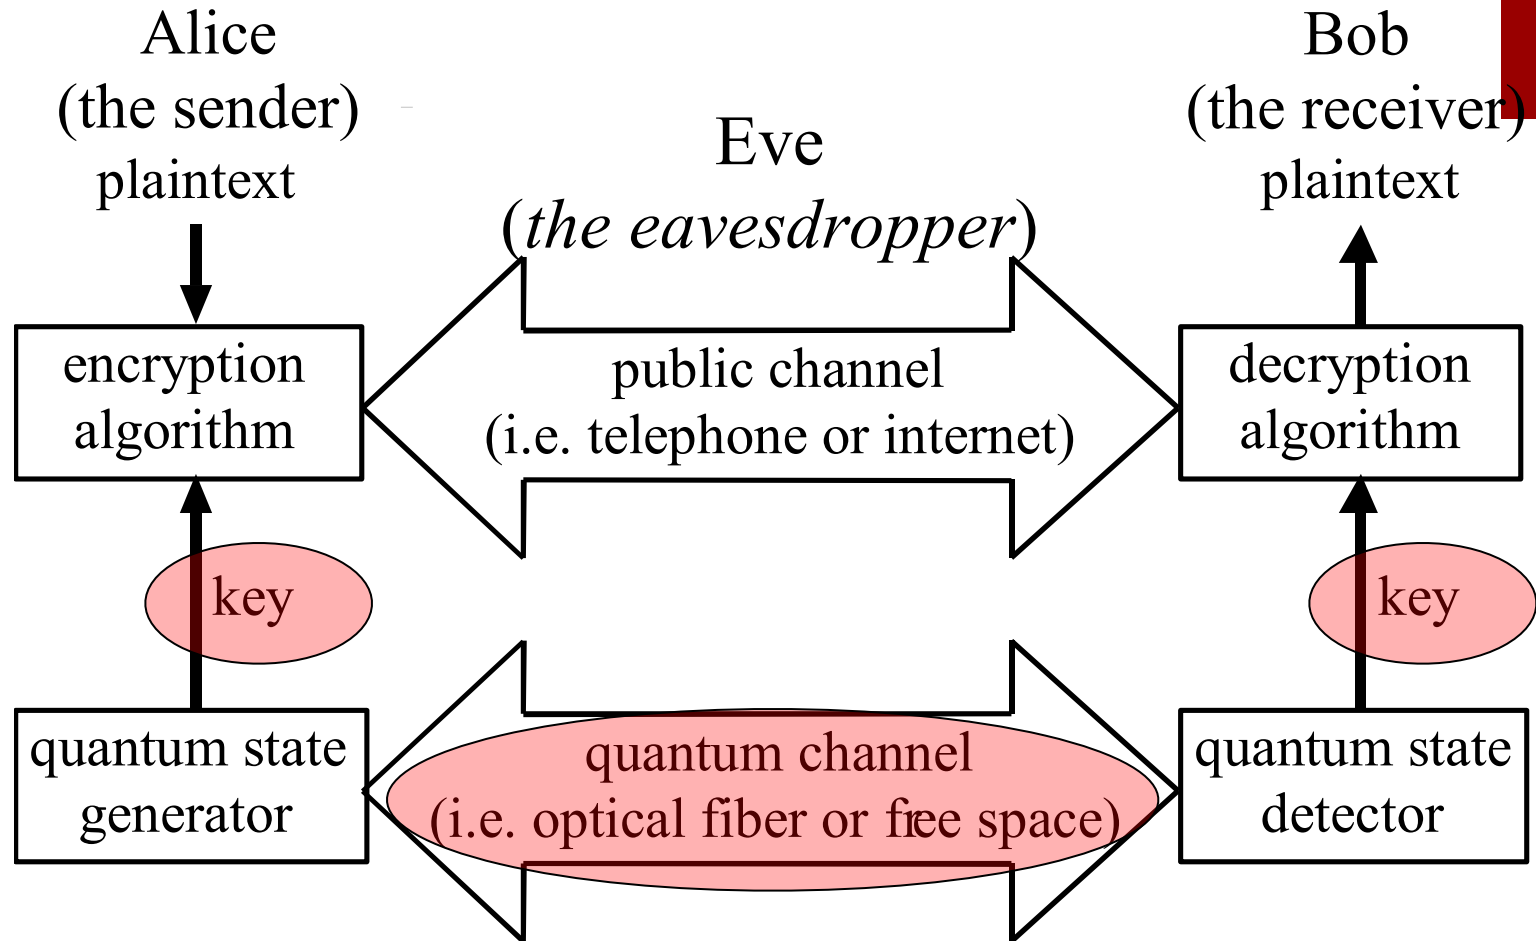 Alice
(the sender)
plaintext
Bob
(the receiver)
plaintext
Eve
(the eavesdropper)
encryption
algorithm
public channel
(i.e. telephone or internet)
decryption
algorithm
key
key
quantum state
generator
quantum channel
(i.e. optical fiber or free space)
quantum state
detector